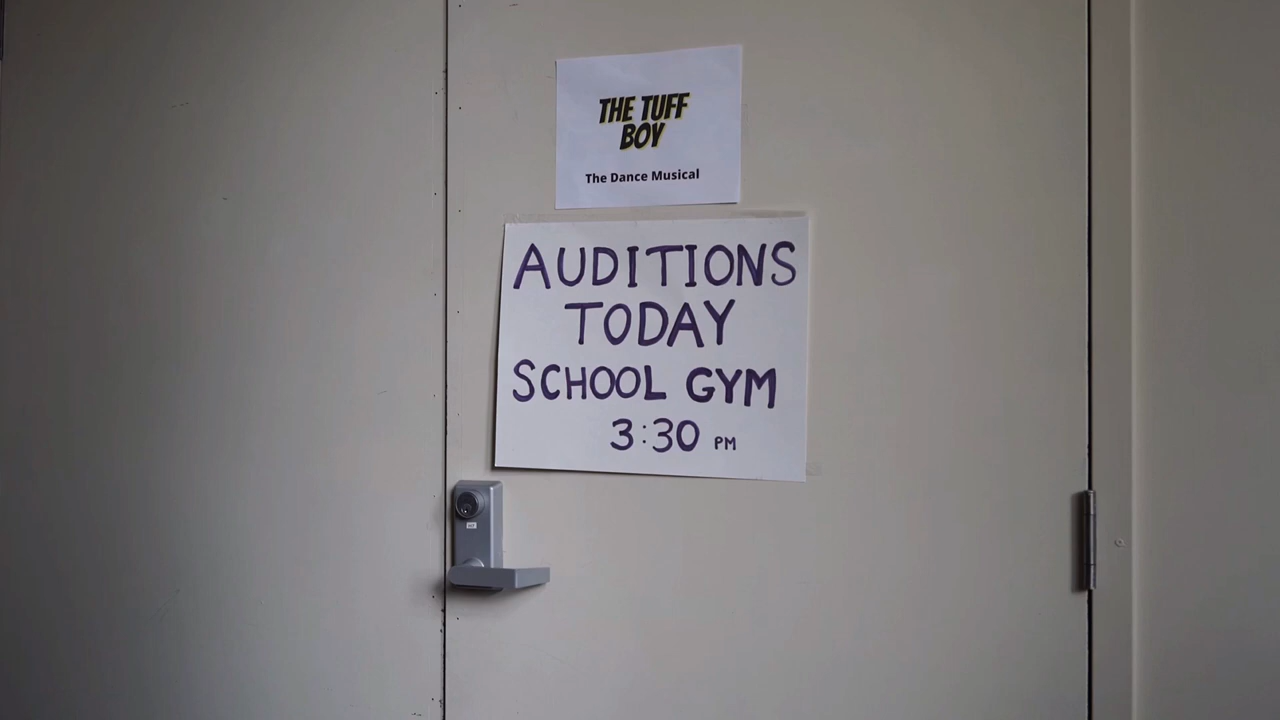 THE TUFF
BOY
The Dance Musical
AUDITIONS
TODAY
SCHOOL GYM
3:30 PM